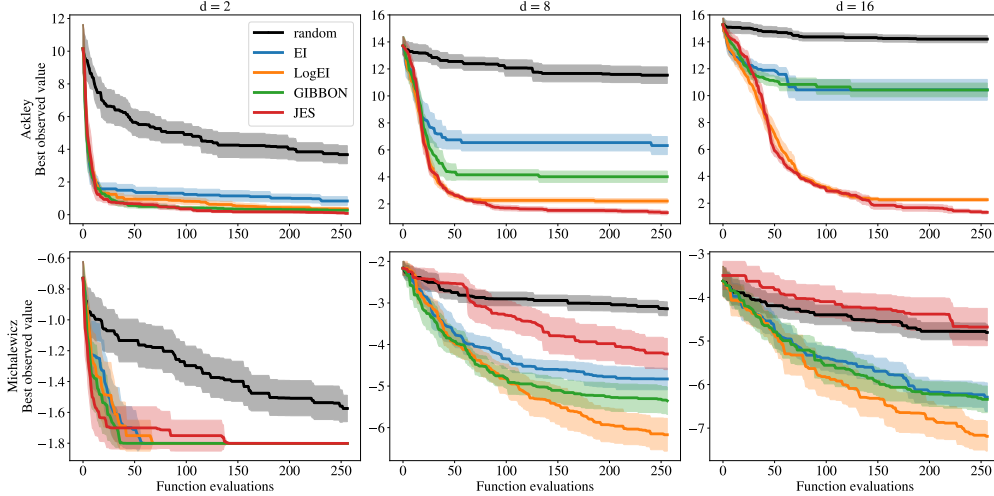 d = 2
d = 8
d = 16
Ackley
Best observed value
12
10
8
6
4
2
0
random
EI
LogEI
GIBBON
JES
0 50 100 150 200 250
16
14
12
10
8
6
4
2
0 50 100 150 200 250
16
14
12
10
8
6
4
2
0 50 100 150 200 250
Michalewicz
Best observed value
−0.6
−0.8
−1.0
−1.2
−1.4
−1.6
−1.8
0 50 100 150 200 250
Function evaluations
−2
−3
−4
−5
−6
0 50 100 150 200 250
Function evaluations
−3
−4
−5
−6
−7
0 50 100 150 200 250
Function evaluations